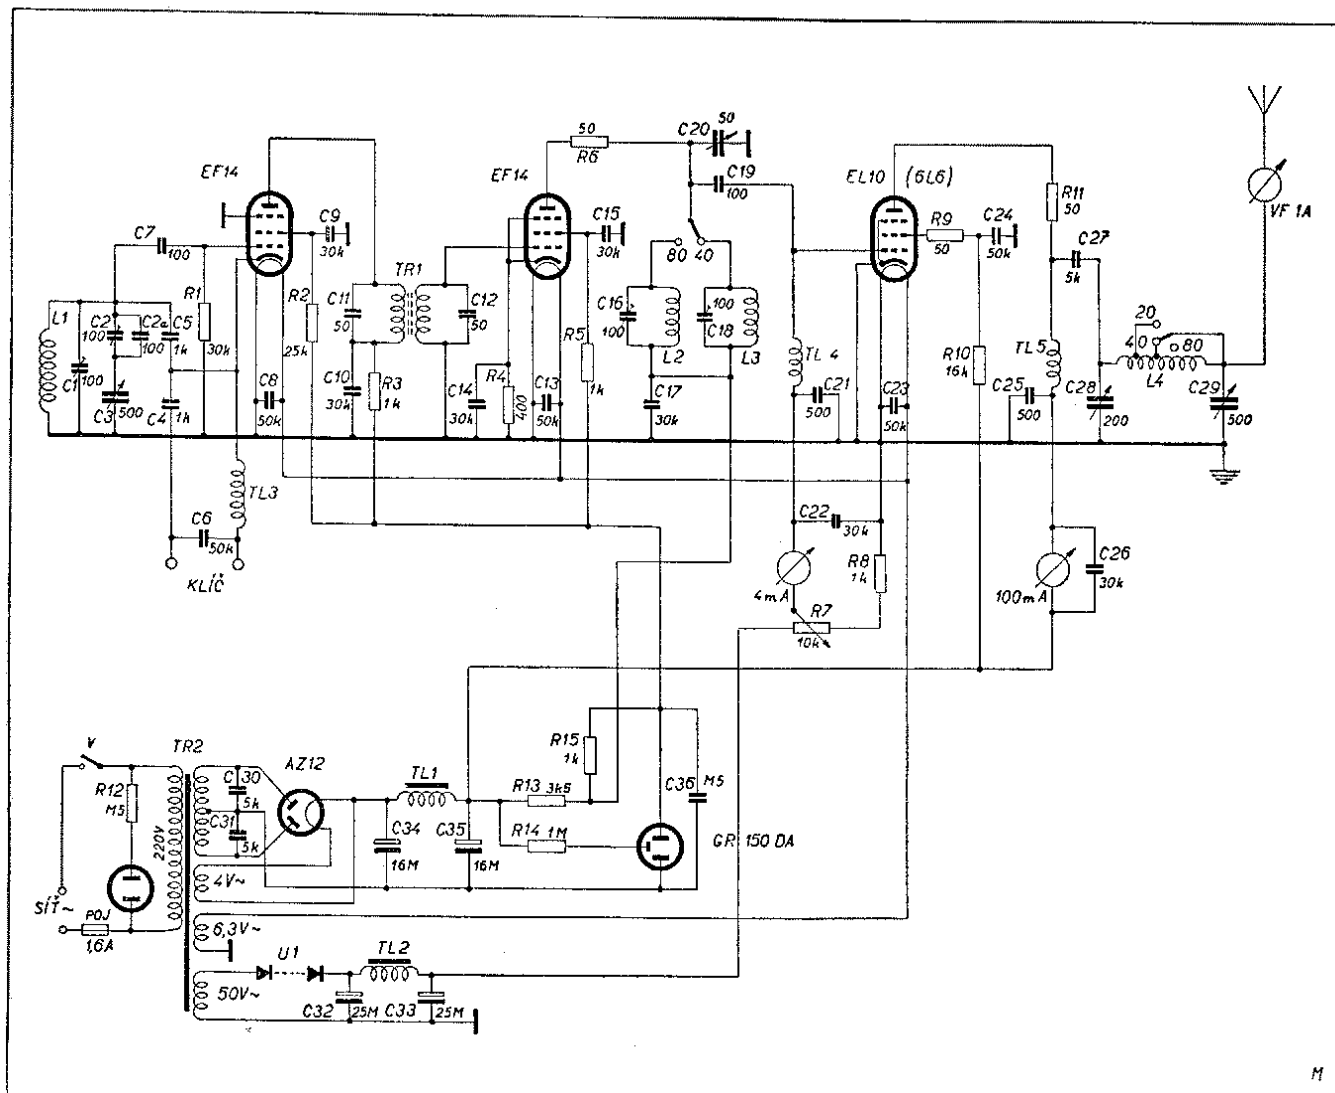 EF14
C7
100
C9
30k
L1
C2
100
C2a
100
C5
1k
R1
30k
C1
100
C3
500
C4
1k
C8
50k
R2
25k
TL3
C6
50k
KLÍČ
C11
50
TR1
C12
50
C10
30k
R3
1k
C14
30k
R4
400
C13
50k
EF14
50
R6
C15
30k
R5
1k
C20
50
C19
100
80
40
C16
100
L2
100
C18
L3
C17
30k
EL10 (6L6)
TL4
C21
500
C23
50k
R9
50
C24
50k
R10
16k
R11
50
C27
5k
TL5
C25
500
C28
200
20
40
80
L4
C29
500
VF 1A
C22
30k
4mA
R8
1k
R7
10k
100mA
C26
30k
V
R12
M5
SÍŤ~
POJ
1,6A
TR2
220V
C30
5k
C31
5k
AZ12
4V~
6,3V~
50V~
U1
TL1
C34
16M
C35
16M
R13 3k5
R14 1M
R15
1k
C36
M5
GR 150 DA
TL2
C32
25M
C33
25M
M